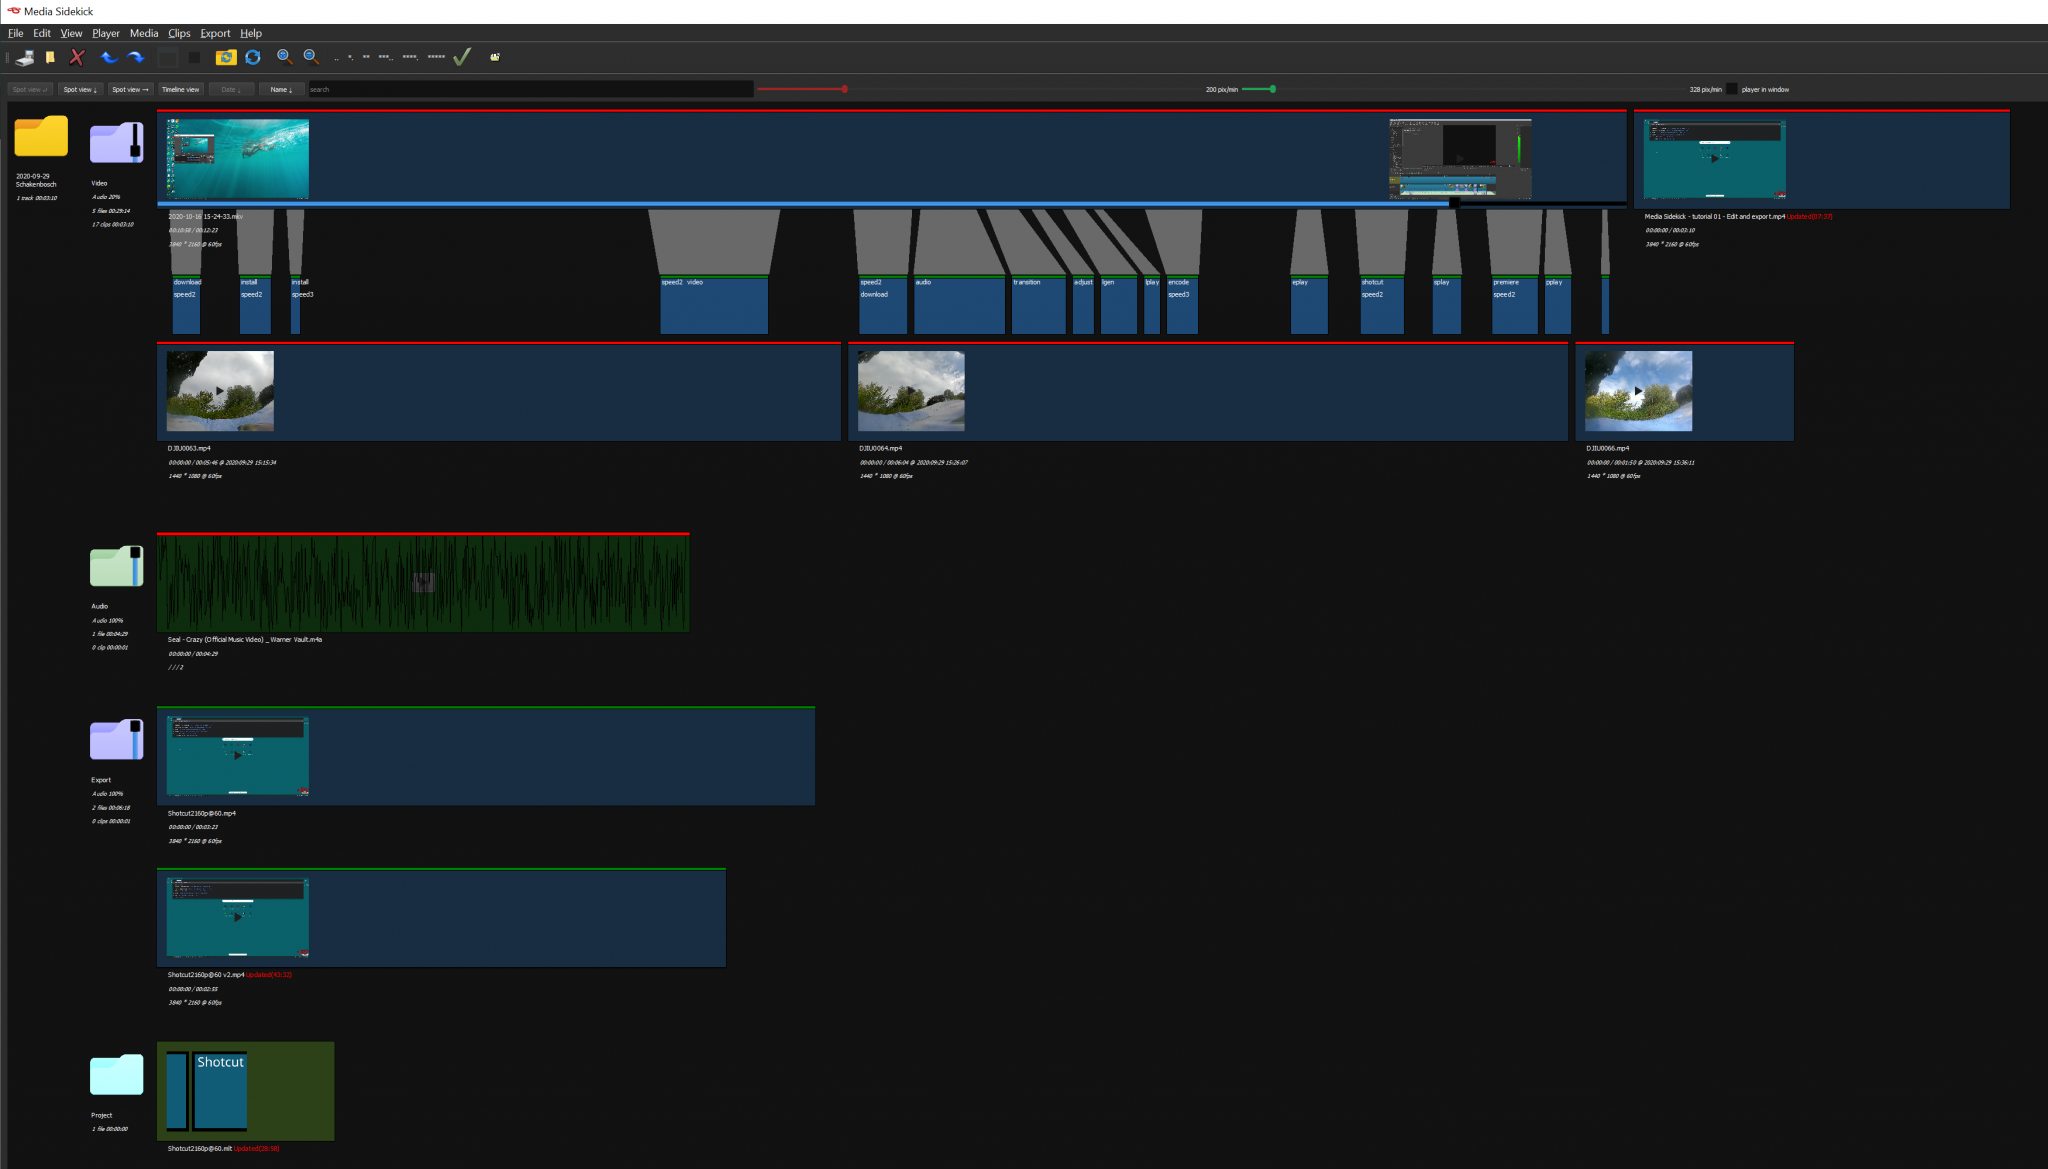 Media Sidekick
File Edit View Player Media Clips Export Help
Spot view ↵ Spot view ↓ Spot view → Timeline view Date ↓ Name ↓ search 200 pix/min 328 pix/min player in window
2020-09-29
Schakenbosch
1 track 00:03:10
Video
Audio 20%
5 files 00:29:14
17 clips 00:03:10
2020-10-16 15-24-33.mkv
00:10:58 / 00:12:23
3840 * 2160 @ 60fps
Media Sidekick - tutorial 01 - Edit and export.mp4 Updated(07:37)
00:00:00 / 00:03:10
3840 * 2160 @ 60fps
download
speed2
install
speed2
install
speed3
speed2 video
speed2
download
audio
transition
adjust
lgen
lplay
encode
speed3
eplay
shotcut
speed2
splay
premiere
speed2
pplay
DJIU0063.mp4
00:00:00 / 00:05:46 @ 2020:09:29 15:15:34
1440 * 1080 @ 60fps
DJIU0064.mp4
00:00:00 / 00:06:04 @ 2020:09:29 15:26:07
1440 * 1080 @ 60fps
DJIU0066.mp4
00:00:00 / 00:01:50 @ 2020:09:29 15:36:11
1440 * 1080 @ 60fps
Audio
Audio 100%
1 file 00:04:29
0 clip 00:00:01
Seal - Crazy (Official Music Video) _ Warner Vault.m4a
00:00:00 / 00:04:29
/ / / 2
Export
Audio 100%
2 files 00:06:18
0 clips 00:00:01
Shotcut2160p@60.mp4
00:00:00 / 00:03:23
3840 * 2160 @ 60fps
Shotcut2160p@60 v2.mp4 Updated(43:32)
00:00:00 / 00:02:55
3840 * 2160 @ 60fps
Project
1 file 00:00:00
Shotcut
Shotcut2160p@60.mlt Updated(28:58)